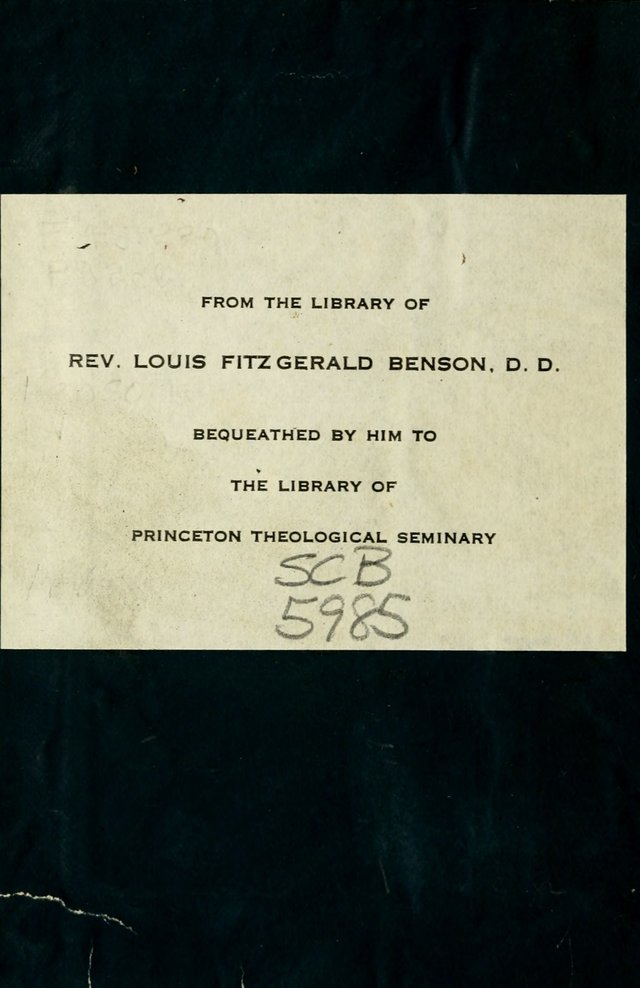 FROM THE LIBRARY OF
REV. LOUIS FITZGERALD BENSON, D. D.
BEQUEATHED BY HIM TO
THE LIBRARY OF
PRINCETON THEOLOGICAL SEMINARY
SCB
5985